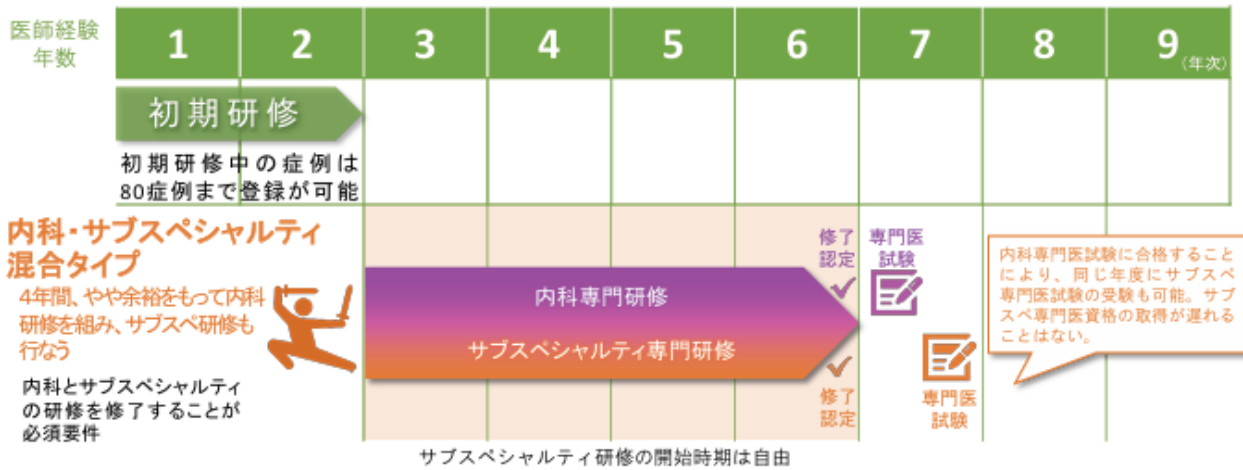 医師経験
年数
1 2 3 4 5 6 7 8 9(年次)
初期研修
初期研修中の症例は
80症例まで登録が可能
内科・サブスペシャルティ
混合タイプ
4年間、やや余裕をもって内科
研修を組み、サブスペ研修も
行なう
内科とサブスペシャルティ
の研修を修了することが
必須要件
内科専門研修
サブスペシャルティ専門研修
修了
認定
専門医
試験
修了
認定
専門医
試験
内科専門医試験に合格すること
により、同じ年度にサブスペ
専門医試験の受験も可能。サブ
スペ専門医資格の取得が遅れる
ことはない。
サブスペシャルティ研修の開始時期は自由